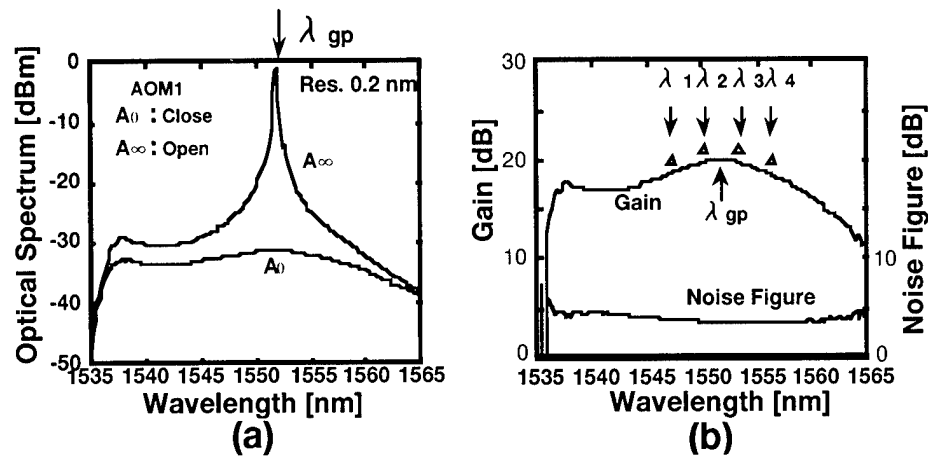 λ gp
0
-10
-20
-30
-40
-50
Optical Spectrum [dBm]
AOM1
A0 : Close
A∞ : Open
Res. 0.2 nm
A∞
A0
1535 1540 1545 1550 1555 1560 1565
Wavelength [nm]
(a)
30
20
10
0
Gain [dB]
λ 1 λ 2 λ 3 λ 4
Gain
λ gp
Noise Figure
10
0
Noise Figure [dB]
1535 1540 1550 1555 1560 1565
Wavelength [nm]
(b)